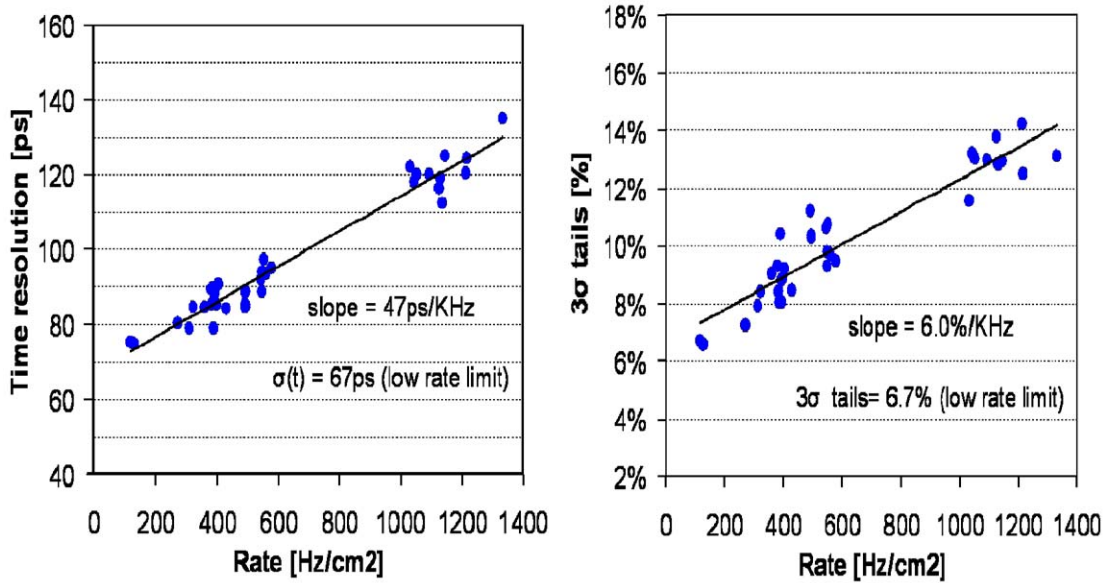 Time resolution [ps]
160
140
120
100
80
60
40
slope = 47ps/KHz
σ(t) = 67ps (low rate limit)
0 200 400 600 800 1000 1200 1400
Rate [Hz/cm2]
3σ tails [%]
18%
16%
14%
12%
10%
8%
6%
4%
2%
slope = 6.0%/KHz
3σ tails= 6.7% (low rate limit)
0 200 400 600 800 1000 1200 1400
Rate [Hz/cm2]